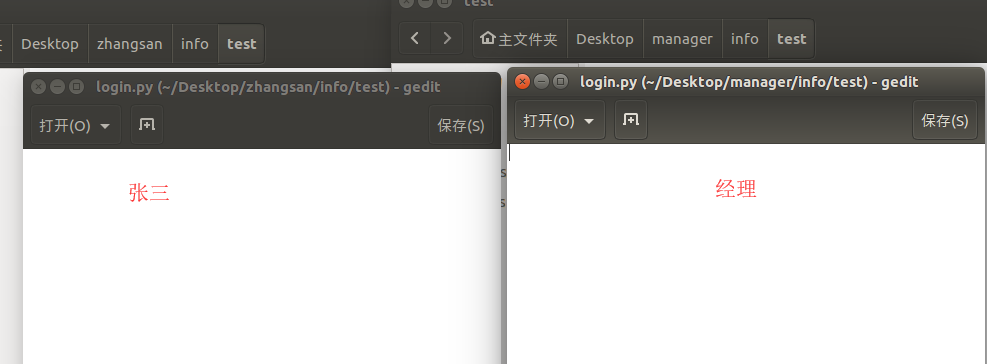 test
Desktop zhangsan info test
主文件夹 Desktop manager info test
login.py (~/Desktop/zhangsan/info/test) - gedit
打开(O) 保存(S)
张三
login.py (~/Desktop/manager/info/test) - gedit
打开(O) 保存(S)
经理